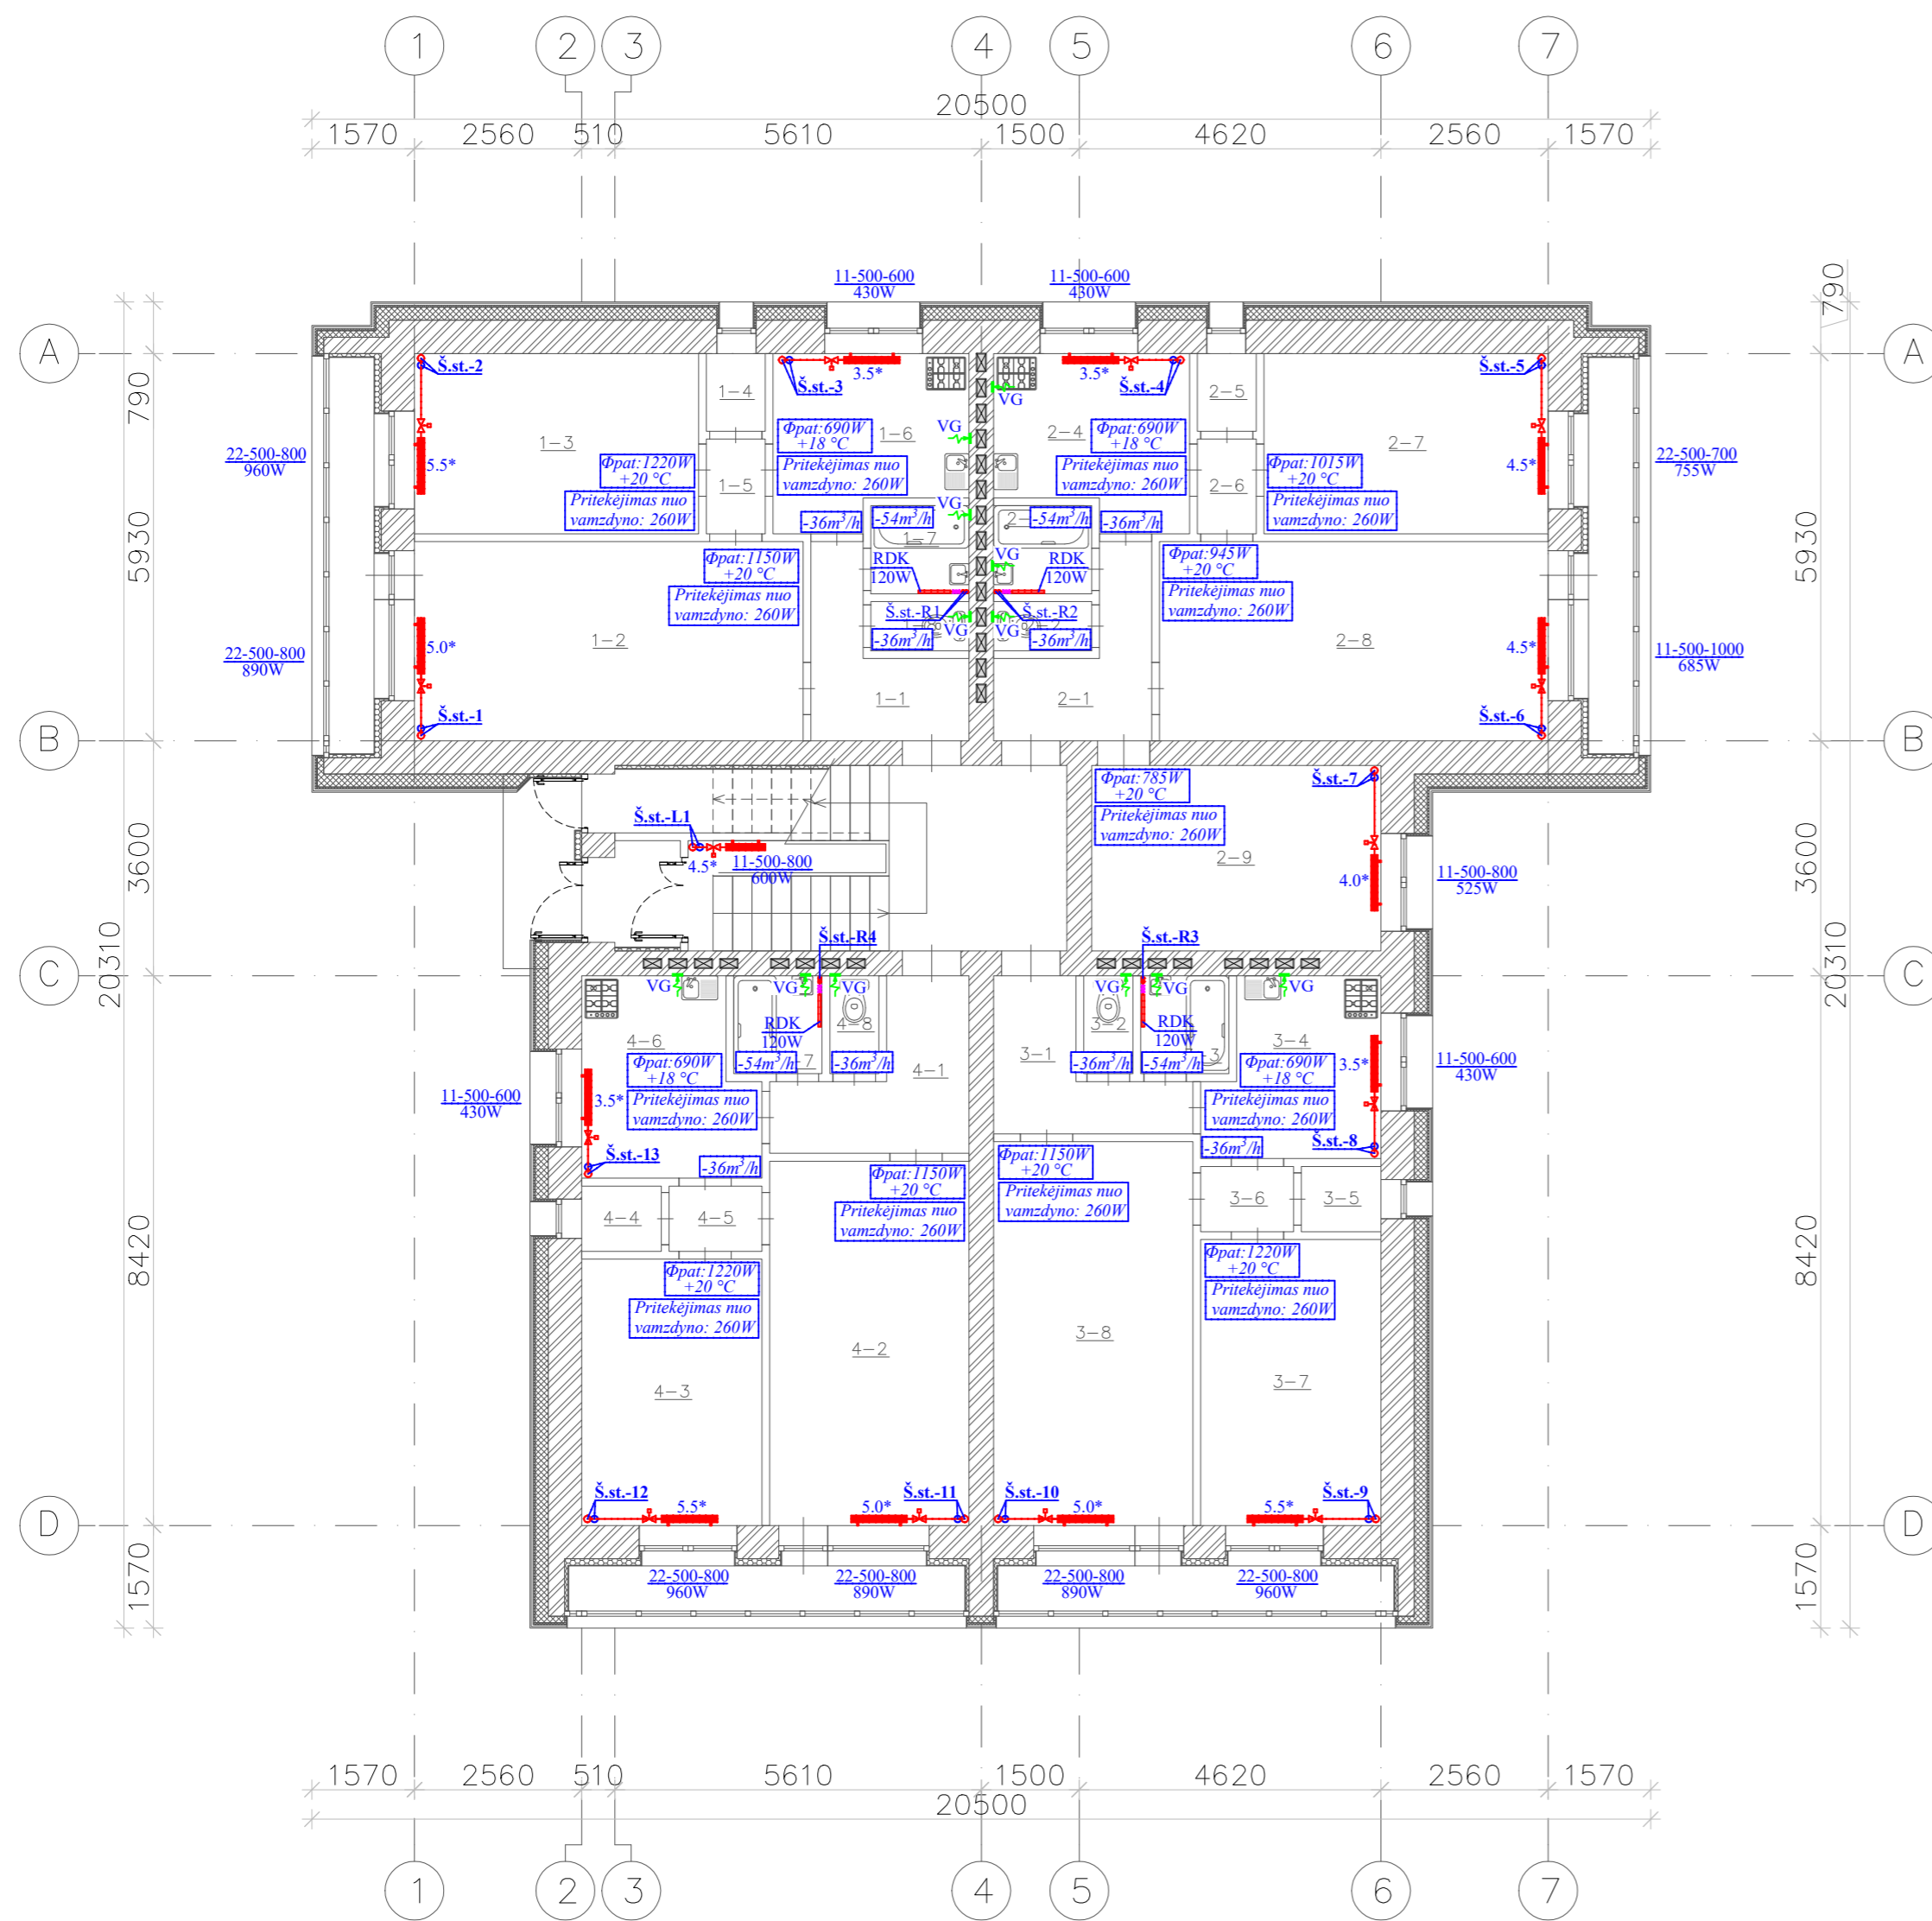 1 2 3 4 5 6 7
20500
1570 2560 510 5610 1500 4620 2560 1570
790
11-500-600
430W
11-500-600
430W
A
A
Š.st.-2
Š.st.-3
3.5*
3.5*
Š.st.-4
Š.st.-5
VG
790
790
1-4
2-5
1-3
Φpat:690W
+18 °C
1-6
VG
2-4
Φpat:690W
+18 °C
2-7
22-500-800
960W
5.5*
Φpat:1220W
+20 °C
Pritekėjimas nuo
vamzdyno: 260W
1-5
Pritekėjimas nuo
vamzdyno: 260W
Pritekėjimas nuo
vamzdyno: 260W
2-6
Φpat:1015W
+20 °C
Pritekėjimas nuo
vamzdyno: 260W
4.5*
22-500-700
755W
-36m³/h
-54m³/h
VG
-54m³/h
-36m³/h
1-7
5930
5930
Φpat:1150W
+20 °C
Pritekėjimas nuo
vamzdyno: 260W
RDK
120W
VG
RDK
120W
Φpat:945W
+20 °C
Pritekėjimas nuo
vamzdyno: 260W
Š.st.-R1
VG
VG
Š.st.-R2
-36m³/h
-36m³/h
22-500-800
890W
5.0*
1-2
2-8
4.5*
11-500-1000
685W
1-1
2-1
Š.st.-1
Š.st.-6
B
B
Φpat:785W
+20 °C
Š.st.-7
Pritekėjimas nuo
vamzdyno: 260W
Š.st.-L1
4.5*
11-500-800
600W
2-9
4.0*
11-500-800
525W
3600
3600
20310
20310
Š.st.-R4
Š.st.-R3
C
C
VG
VG
VG
VG
VG
VG
RDK
120W
4-8
3-2
RDK
120W
4-6
3-1
3-4
-54m³/h
-36m³/h
4-1
-36m³/h
-54m³/h
Φpat:690W
+18 °C
Φpat:690W
+18 °C
11-500-600
430W
3.5*
Pritekėjimas nuo
vamzdyno: 260W
Pritekėjimas nuo
vamzdyno: 260W
3.5*
11-500-600
430W
Š.st.-13
-36m³/h
-36m³/h
Š.st.-8
Φpat:1150W
+20 °C
Pritekėjimas nuo
vamzdyno: 260W
Φpat:1150W
+20 °C
Pritekėjimas nuo
vamzdyno: 260W
4-4
4-5
3-6
3-5
8420
8420
Φpat:1220W
+20 °C
Pritekėjimas nuo
vamzdyno: 260W
Φpat:1220W
+20 °C
Pritekėjimas nuo
vamzdyno: 260W
4-2
3-8
4-3
3-7
Š.st.-12
5.5*
5.0*
Š.st.-11
Š.st.-10
5.0*
5.5*
Š.st.-9
D
D
22-500-800
960W
22-500-800
890W
22-500-800
890W
22-500-800
960W
1570
1570
1570 2560 510 5610 1500 4620 2560 1570
20500
1 2 3 4 5 6 7